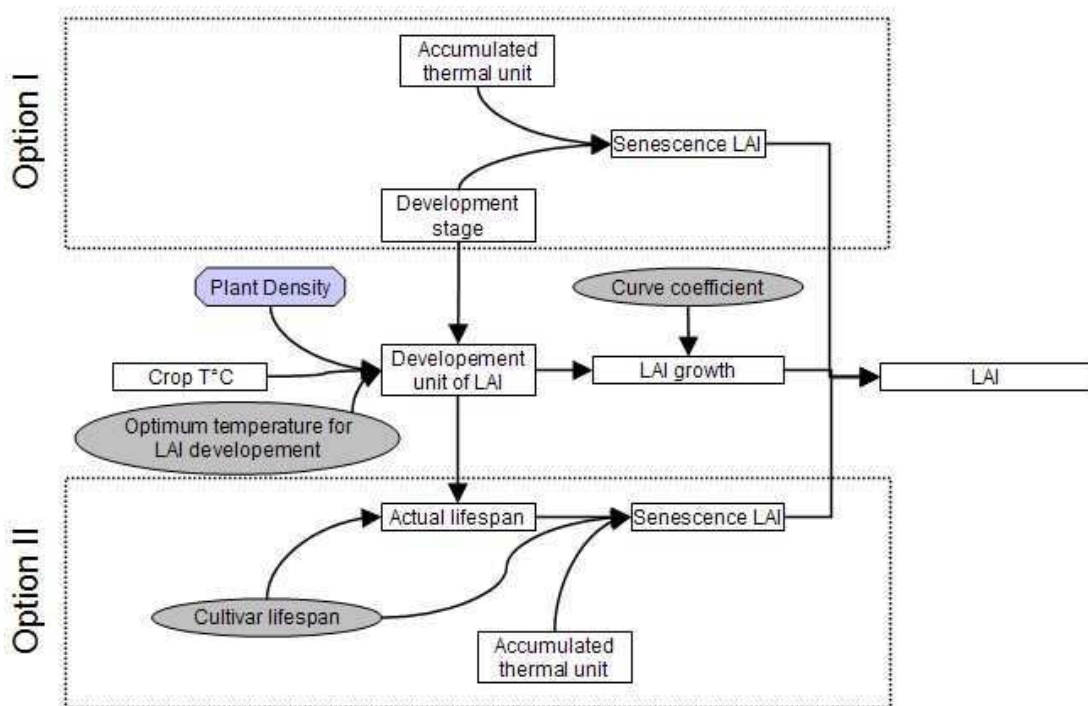 Option I
Accumulated
thermal unit
Senescence LAI
Development
stage
Plant Density
Curve coefficient
Crop T°C
Developement
unit of LAI
LAI growth
LAI
Optimum temperature for
LAI developement
Option II
Actual lifespan
Senescence LAI
Cultivar lifespan
Accumulated
thermal unit